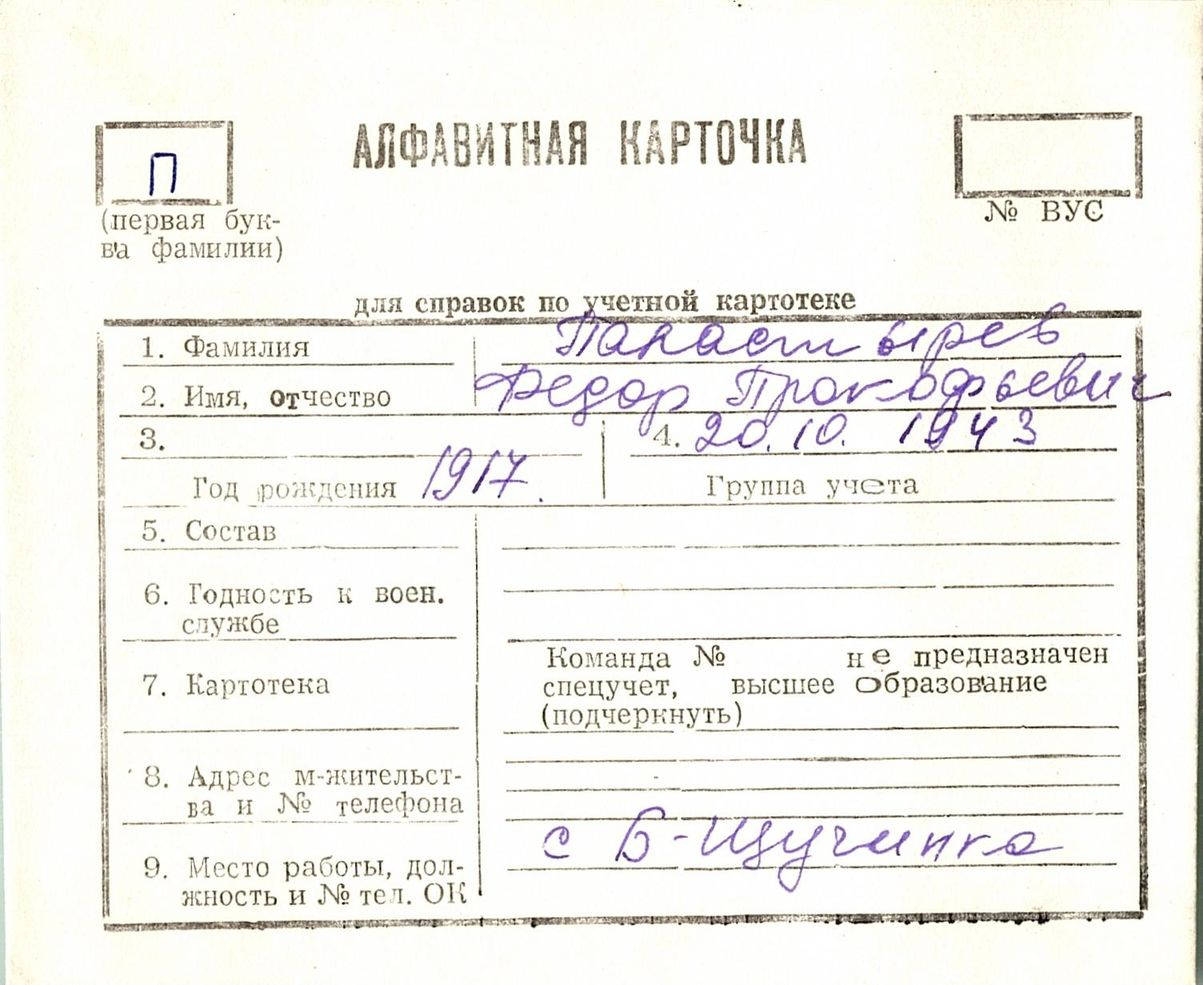 П
АЛФАВИТНАЯ КАРТОЧКА
(первая бук-
ва фамилии)
№ ВУС
для справок по учетной картотеке
1. Фамилия Панастырев
2. Имя, отчество Федор Прокофьевич
3.
4. 20.10. 1943
Год рождения 1917.
Группа учета
5. Состав
6. Годность к воен.
службе
7. Картотека
Команда № не предназначен
спецучет, высшее образование
(подчеркнуть)
8. Адрес м-жительст-
ва и № телефона
с Б-Щучинка
9. Место работы, дол-
жность и № тел. ОК